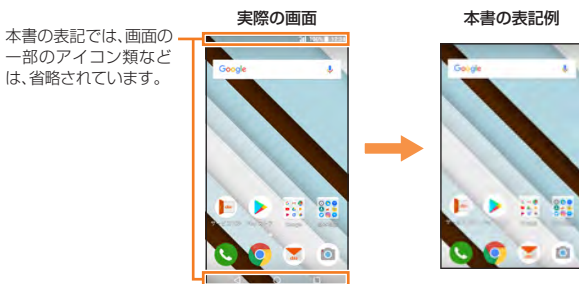 実際の画面
本書の表記例
本書の表記では、画面の
一部のアイコン類など
は、省略されています。
Google
Google